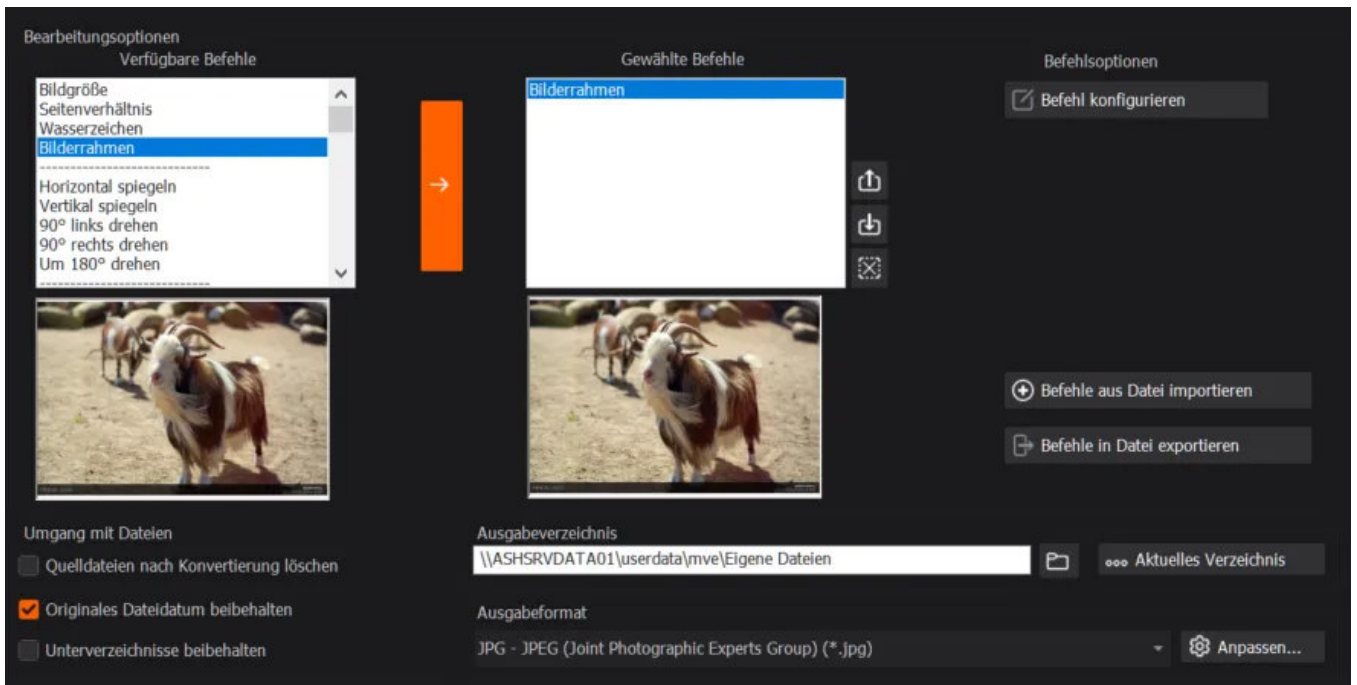 Bearbeitungsoptionen
Verfügbare Befehle
Gewählte Befehle
Befehlsoptionen
Bildgröße
Seitenverhältnis
Wasserzeichen
Bilderrahmen
-----------------------------
Horizontal spiegeln
Vertikal spiegeln
90° links drehen
90° rechts drehen
Um 180° drehen
-----------------------------
Bilderrahmen
Befehl konfigurieren
Befehle aus Datei importieren
Befehle in Datei exportieren
Umgang mit Dateien
Quelldateien nach Konvertierung löschen
Originales Dateidatum beibehalten
Unterverzeichnisse beibehalten
Ausgabeverzeichnis
\\ASHSRVDATA01\userdata\mve\Eigene Dateien
Aktuelles Verzeichnis
Ausgabeformat
JPG - JPEG (Joint Photographic Experts Group) (*.jpg)
Anpassen...